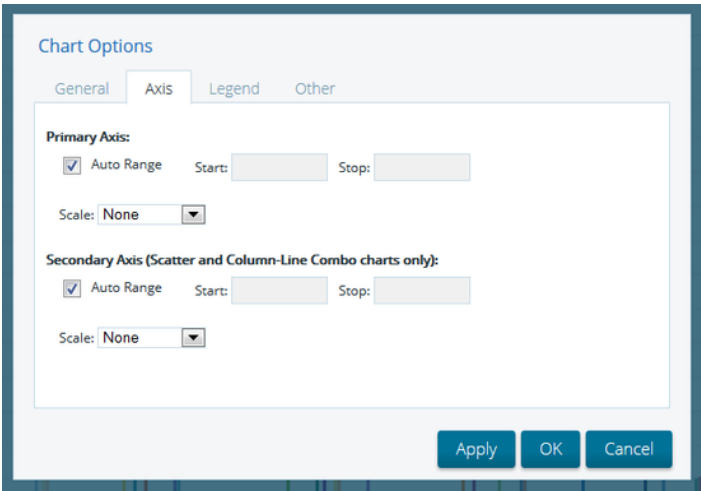 Chart Options
General Axis Legend Other
Primary Axis:
Auto Range Start: Stop:
Scale: None
Secondary Axis (Scatter and Column-Line Combo charts only):
Auto Range Start: Stop:
Scale: None
Apply OK Cancel